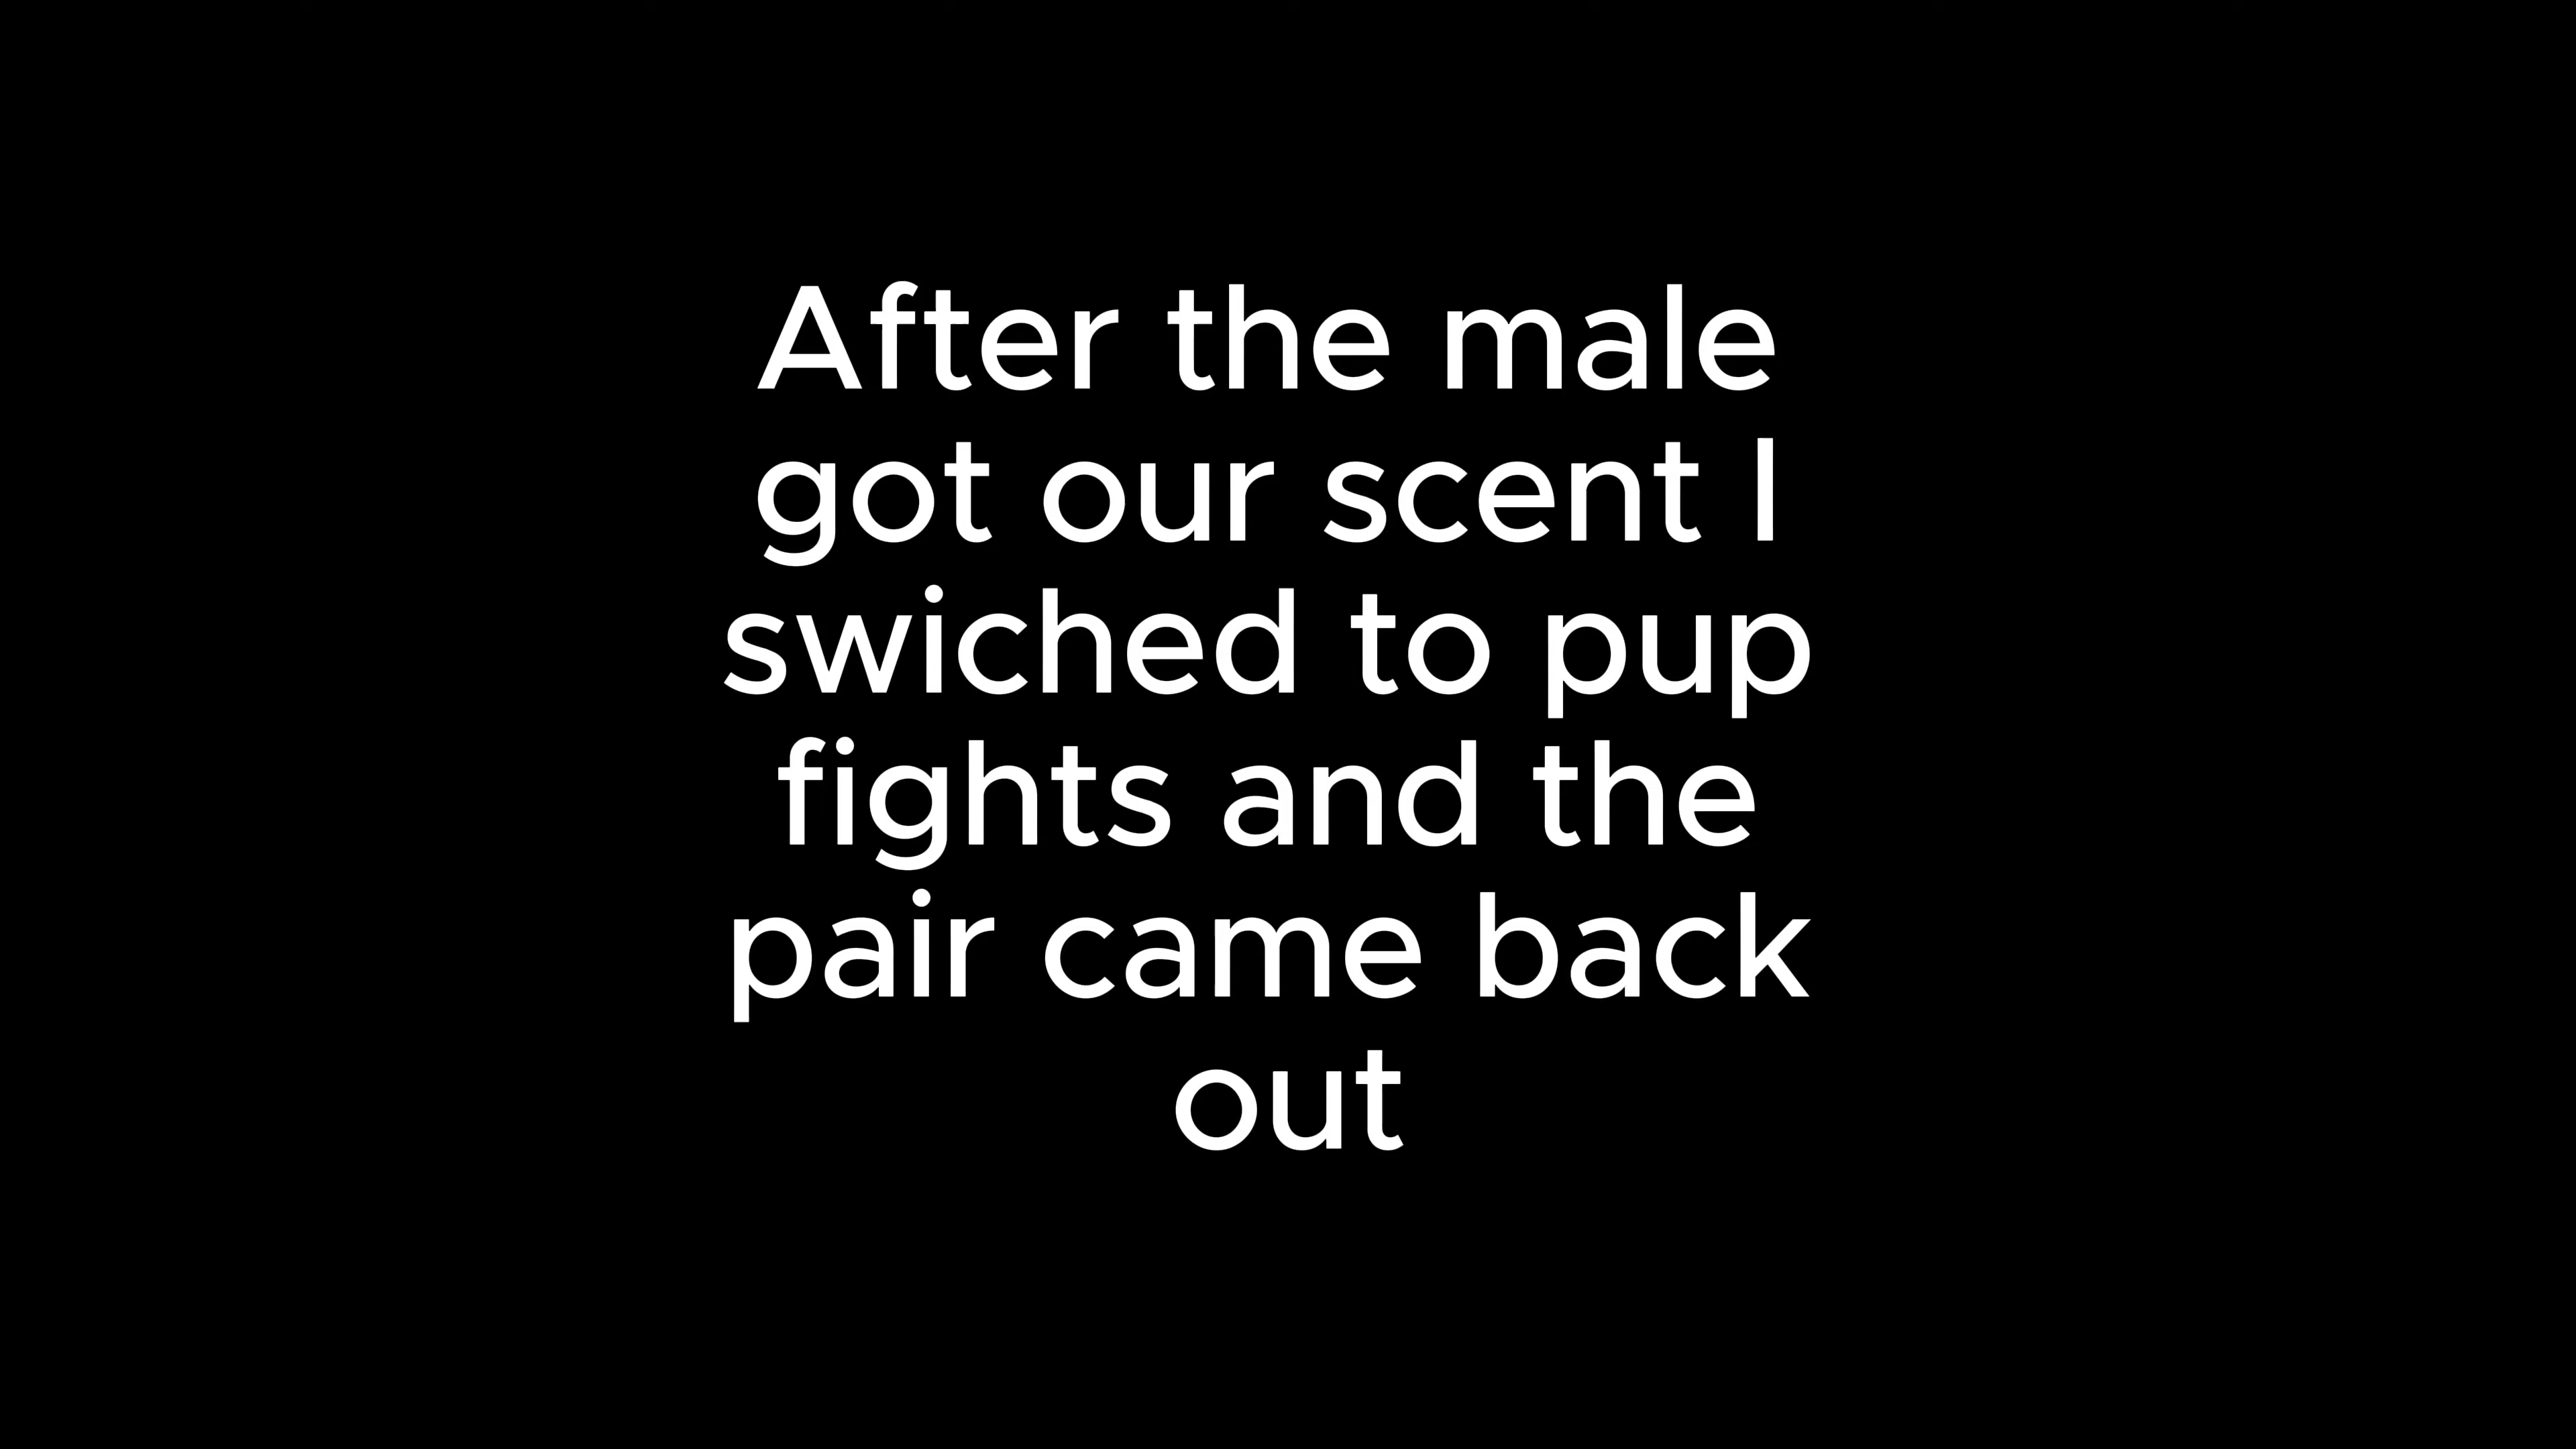 After the male
got our scent I
swiched to pup
fights and the
pair came back
out